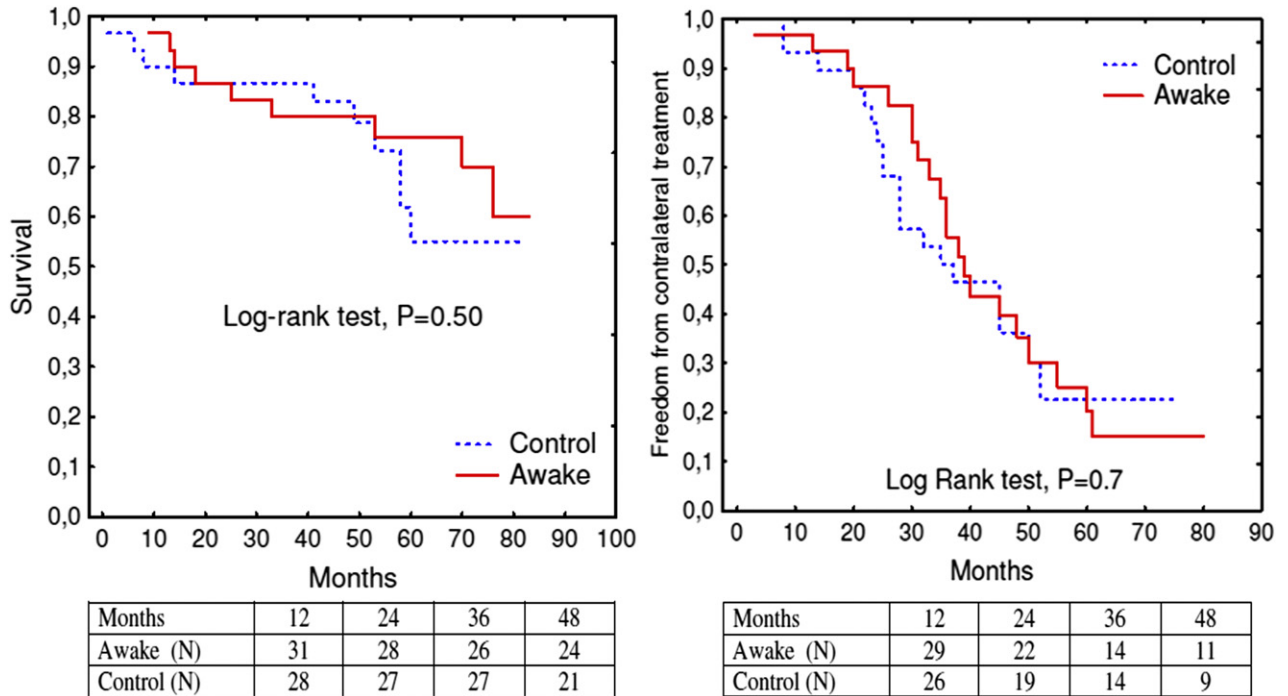 1,0
0,9
0,8
0,7
0,6
0,5
0,4
0,3
0,2
0,1
0,0
Survival
Log-rank test, P=0.50
Control
Awake
0 10 20 30 40 50 60 70 80 90 100
Months
Months 12 24 36 48
Awake (N) 31 28 26 24
Control (N) 28 27 27 21
1,0
0,9
0,8
0,7
0,6
0,5
0,4
0,3
0,2
0,1
0,0
Freedom from contralateral treatment
Control
Awake
Log Rank test, P=0.7
0 10 20 30 40 50 60 70 80 90
Months
Months 12 24 36 48
Awake (N) 29 22 14 11
Control (N) 26 19 14 9